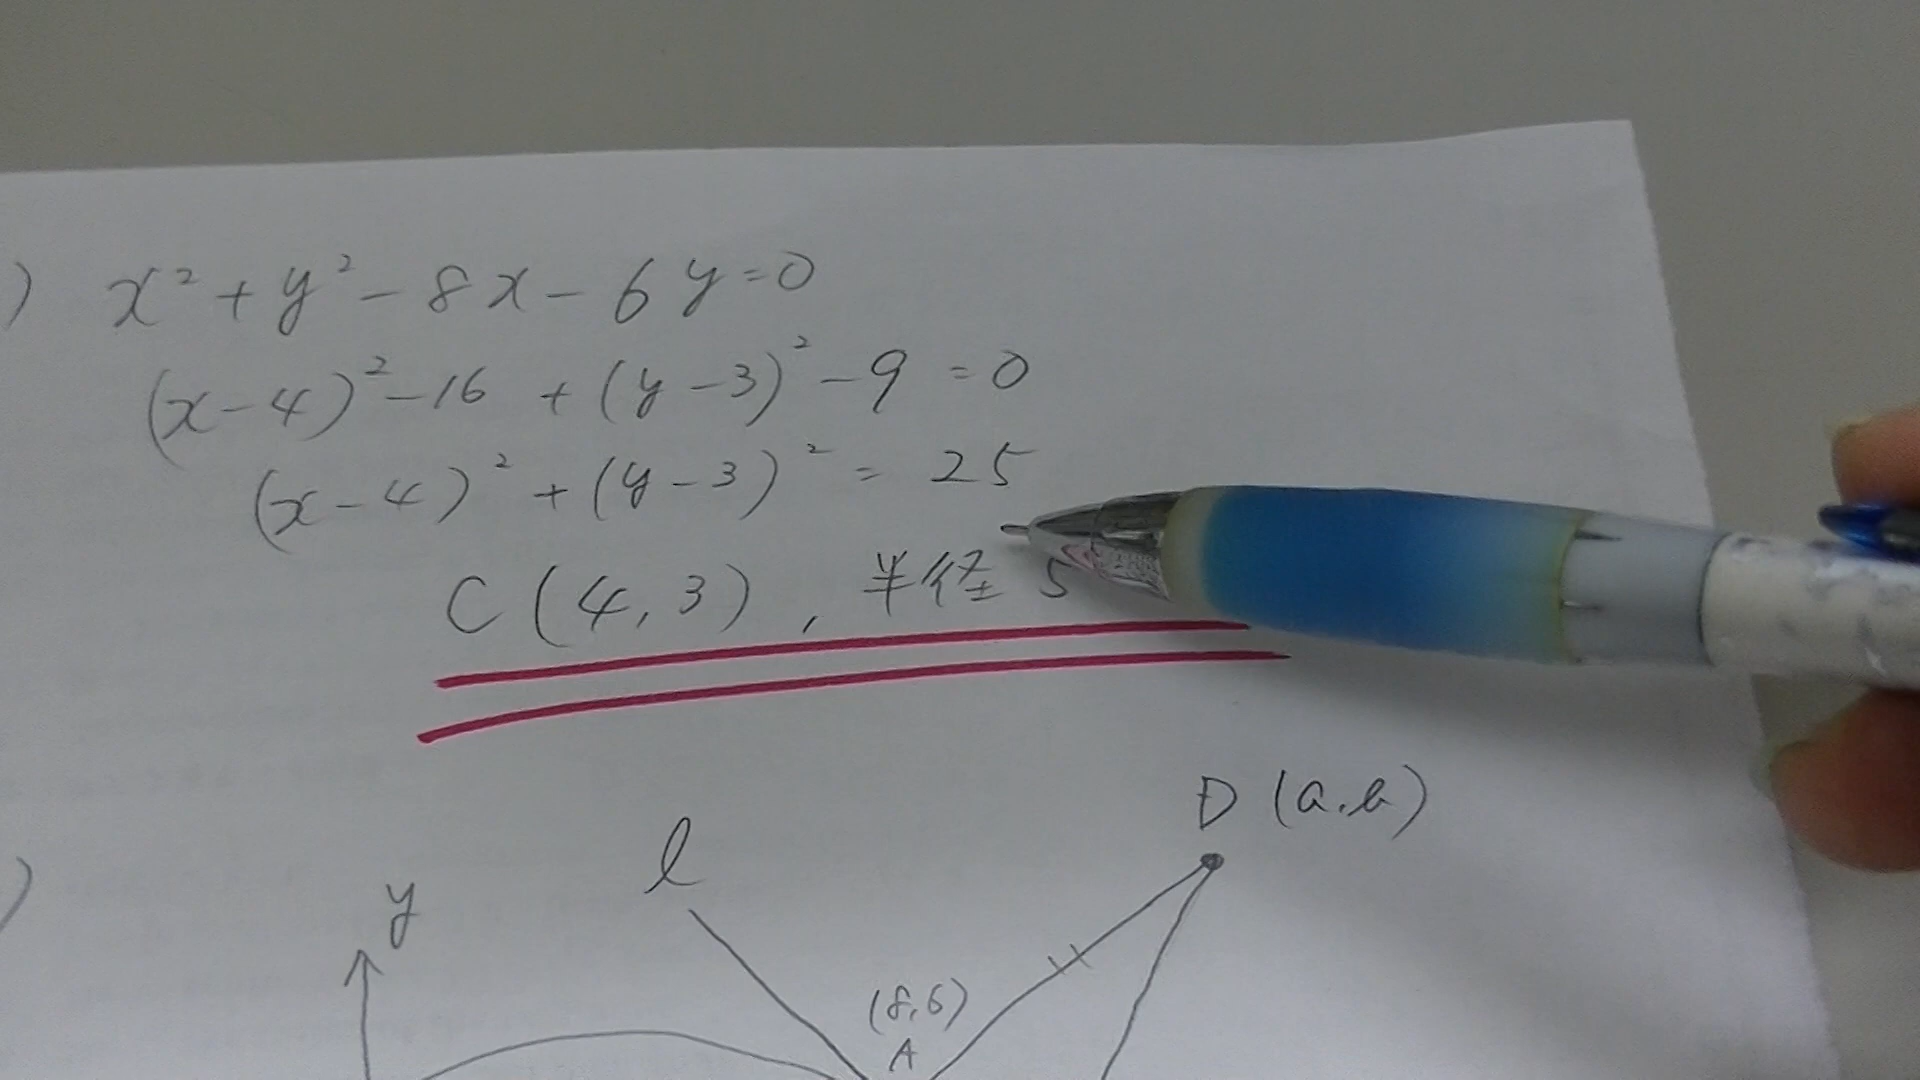 ) x²+y²-8x-6y=0
(x-4)²-16+(y-3)²-9=0
(x-4)²+(y-3)²=25
C(4,3), 半径5
D(a,b)
l
)
y
(8,6)
A